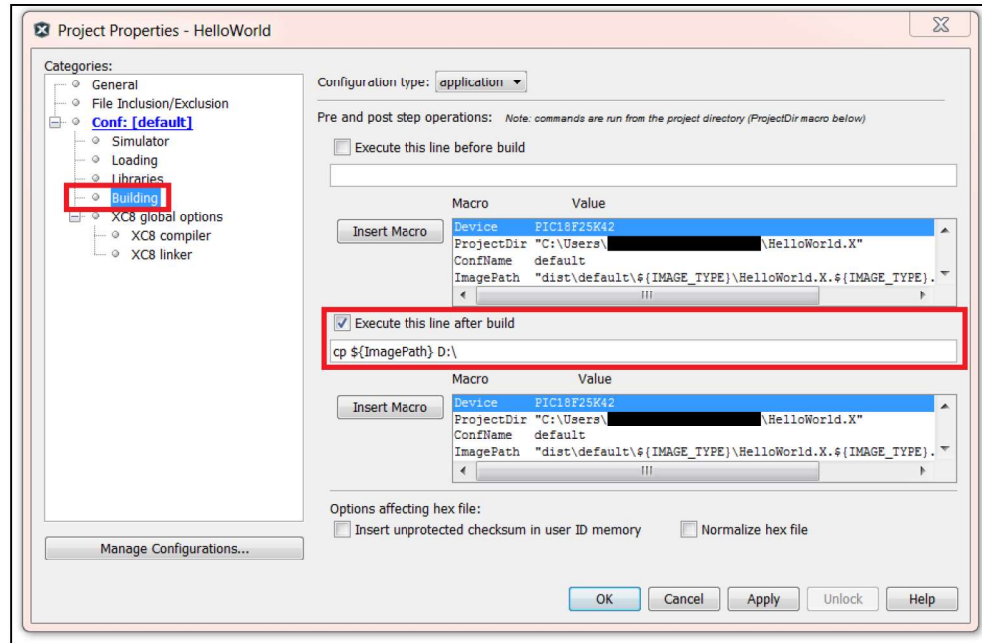 Project Properties - HelloWorld
Categories:
General
File Inclusion/Exclusion
Conf: [default]
Simulator
Loading
Libraries
Building
XC8 global options
XC8 compiler
XC8 linker
Manage Configurations...
Configuration type: application
Pre and post step operations: Note: commands are run from the project directory (ProjectDir macro below)
Execute this line before build
Macro Value
Insert Macro
Device PIC18F25K42
ProjectDir "C:\Users\ \HelloWorld.X"
ConfName default
ImagePath "dist\default\${IMAGE_TYPE}\HelloWorld.X.${IMAGE_TYPE}.
Execute this line after build
cp ${ImagePath} D:\
Macro Value
Insert Macro
Device PIC18F25K42
ProjectDir "C:\Users\ \HelloWorld.X"
ConfName default
ImagePath "dist\default\${IMAGE_TYPE}\HelloWorld.X.${IMAGE_TYPE}.
Options affecting hex file:
Insert unprotected checksum in user ID memory Normalize hex file
OK Cancel Apply Unlock Help